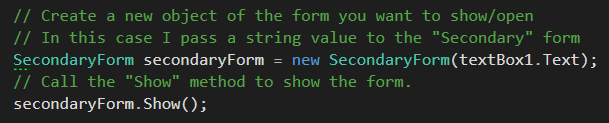 // Create a new object of the form you want to show/open
// In this case I pass a string value to the "Secondary" form
SecondaryForm secondaryForm = new SecondaryForm(textBox1.Text);
// Call the "Show" method to show the form.
secondaryForm.Show();